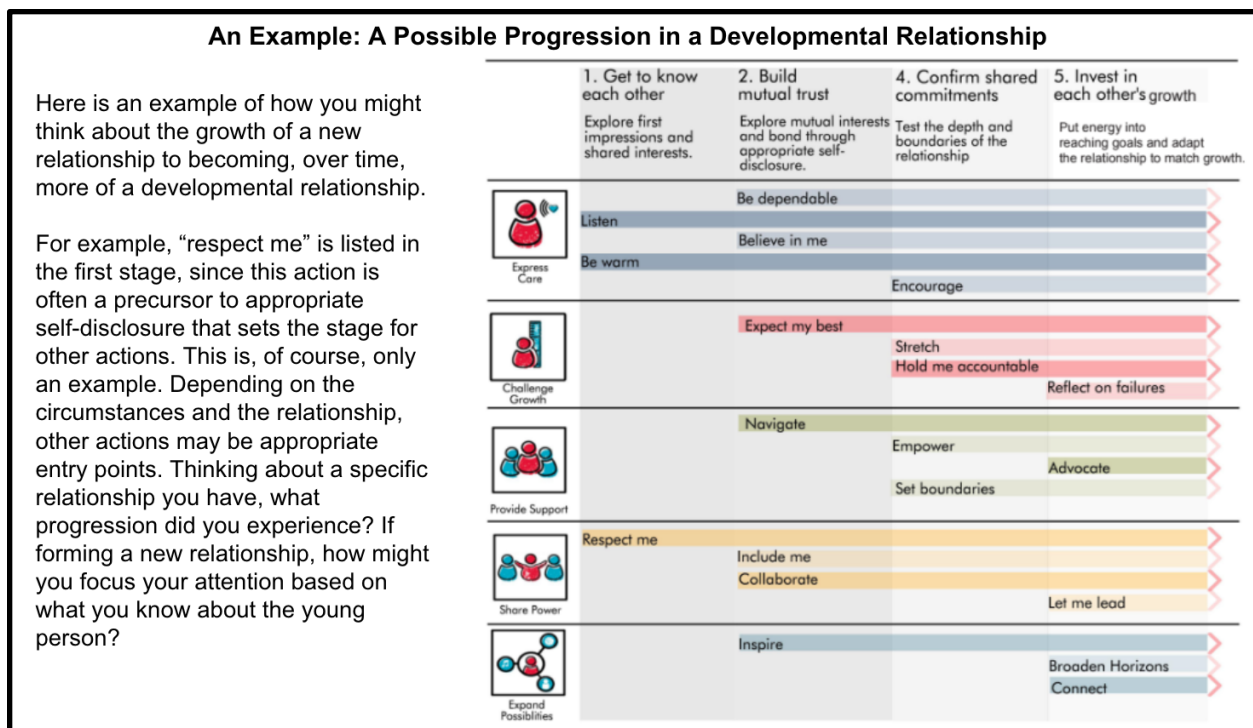 An Example: A Possible Progression in a Developmental Relationship
Here is an example of how you might
think about the growth of a new
relationship to becoming, over time,
more of a developmental relationship.
For example, “respect me” is listed in
the first stage, since this action is
often a precursor to appropriate
self-disclosure that sets the stage for
other actions. This is, of course, only
an example. Depending on the
circumstances and the relationship,
other actions may be appropriate
entry points. Thinking about a specific
relationship you have, what
progression did you experience? If
forming a new relationship, how might
you focus your attention based on
what you know about the young
person?
1. Get to know
each other
Explore first
impressions and
shared interests.
2. Build
mutual trust
Explore mutual interests
and bond through
appropriate self-
disclosure.
4. Confirm shared
commitments
Test the depth and
boundaries of the
relationship
5. Invest in
each other's growth
Put energy into
reaching goals and adapt
the relationship to match growth.
Express
Care
Be dependable
Listen
Believe in me
Be warm
Encourage
Challenge
Growth
Expect my best
Stretch
Hold me accountable
Reflect on failures
Provide Support
Navigate
Empower
Advocate
Set boundaries
Share Power
Respect me
Include me
Collaborate
Let me lead
Expand
Possiblities
Inspire
Broaden Horizons
Connect